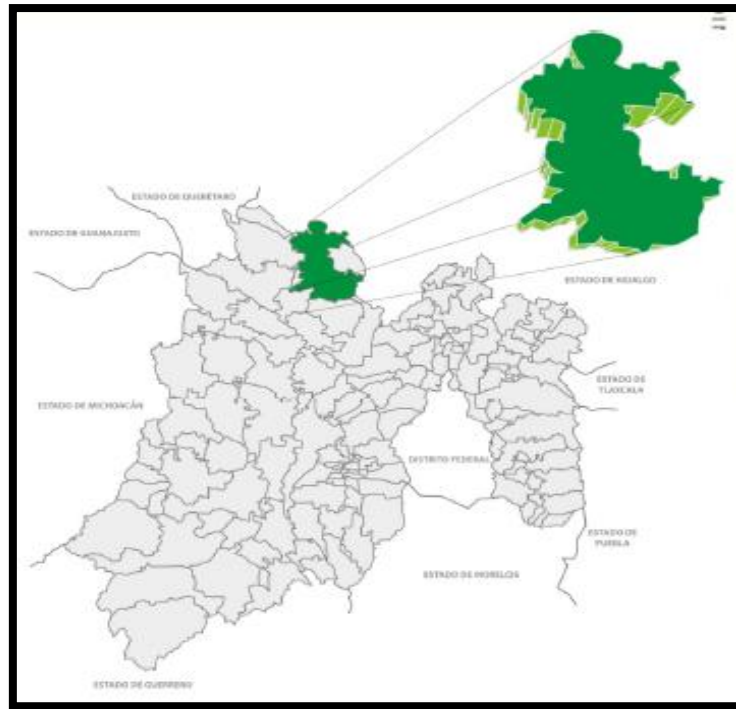 ESTADO DE QUERÉTARO
ESTADO DE GUANAJUATO
ESTADO DE HIDALGO
ESTADO DE
TLAXCALA
ESTADO DE MICHOACÁN
DISTRITO FEDERAL
ESTADO DE
PUEBLA
ESTADO DE MORELOS
ESTADO DE GUERRERO